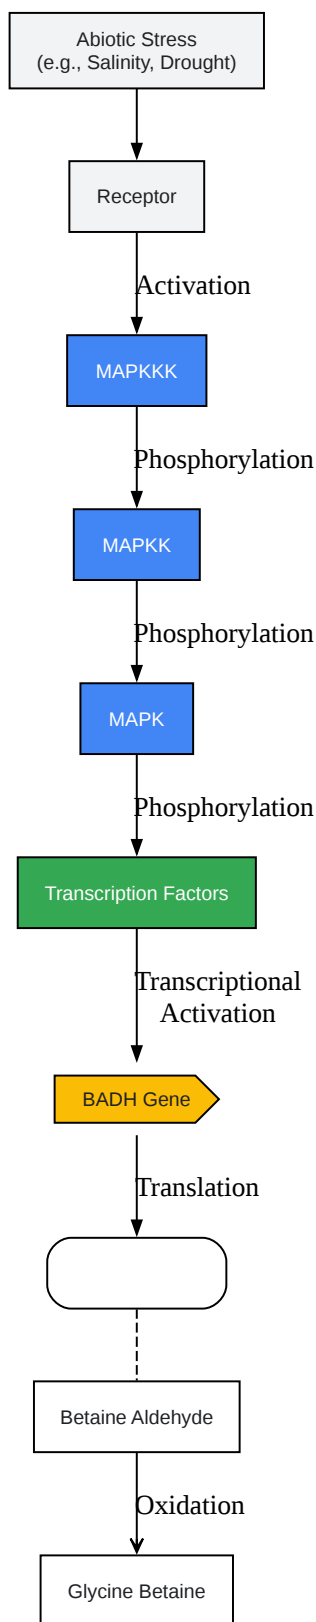 Abiotic Stress
(e.g., Salinity, Drought)
Receptor
Activation
MAPKKK
Phosphorylation
MAPKK
Phosphorylation
MAPK
Phosphorylation
Transcription Factors
Transcriptional
Activation
BADH Gene
Translation
Betaine Aldehyde
Oxidation
Glycine Betaine